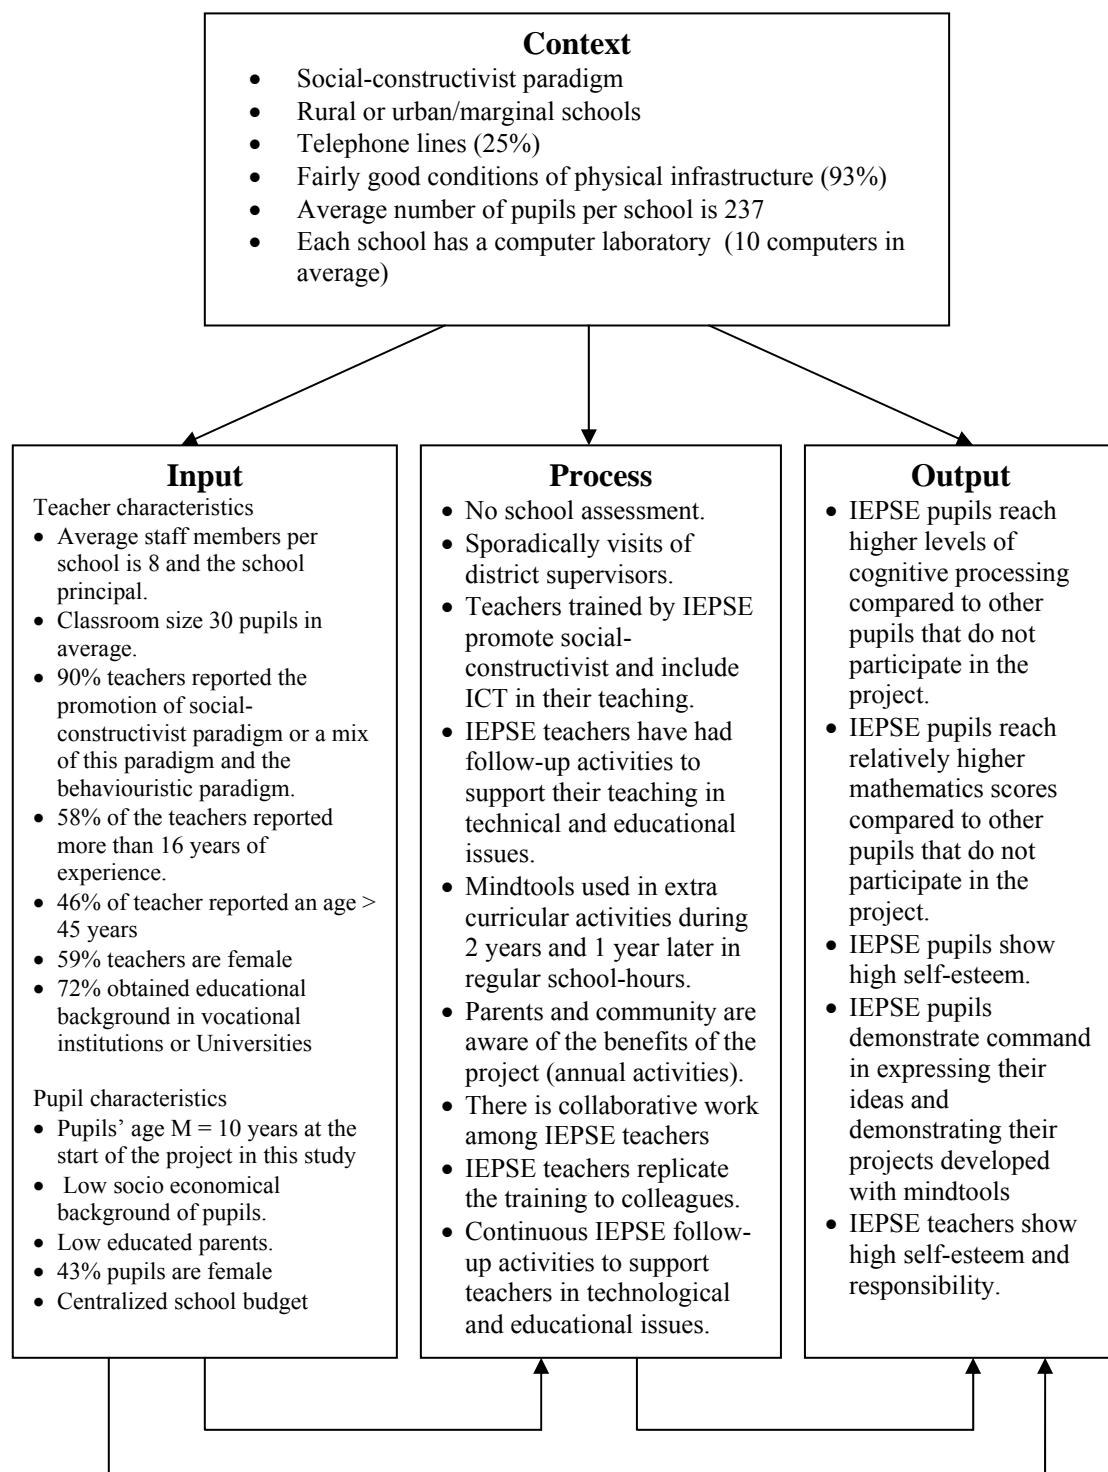 Context
• Social-constructivist paradigm
• Rural or urban/marginal schools
• Telephone lines (25%)
• Fairly good conditions of physical infrastructure (93%)
• Average number of pupils per school is 237
• Each school has a computer laboratory (10 computers in
average)
Input
Teacher characteristics
• Average staff members per
school is 8 and the school
principal.
• Classroom size 30 pupils in
average.
• 90% teachers reported the
promotion of social-
constructivist paradigm or a mix
of this paradigm and the
behaviouristic paradigm.
• 58% of the teachers reported
more than 16 years of
experience.
• 46% of teacher reported an age >
45 years
• 59% teachers are female
• 72% obtained educational
background in vocational
institutions or Universities
Pupil characteristics
• Pupils' age M = 10 years at the
start of the project in this study
• Low socio economical
background of pupils.
• Low educated parents.
• 43% pupils are female
• Centralized school budget
Process
• No school assessment.
• Sporadically visits of
district supervisors.
• Teachers trained by IEPSE
promote social-
constructivist and include
ICT in their teaching.
• IEPSE teachers have had
follow-up activities to
support their teaching in
technical and educational
issues.
• Mindtools used in extra
curricular activities during
2 years and 1 year later in
regular school-hours.
• Parents and community are
aware of the benefits of the
project (annual activities).
• There is collaborative work
among IEPSE teachers
• IEPSE teachers replicate
the training to colleagues.
• Continuous IEPSE follow-
up activities to support
teachers in technological
and educational issues.
Output
• IEPSE pupils reach
higher levels of
cognitive processing
compared to other
pupils that do not
participate in the
project.
• IEPSE pupils reach
relatively higher
mathematics scores
compared to other
pupils that do not
participate in the
project.
• IEPSE pupils show
high self-esteem.
• IEPSE pupils
demonstrate command
in expressing their
ideas and
demonstrating their
projects developed
with mindtools
• IEPSE teachers show
high self-esteem and
responsibility.